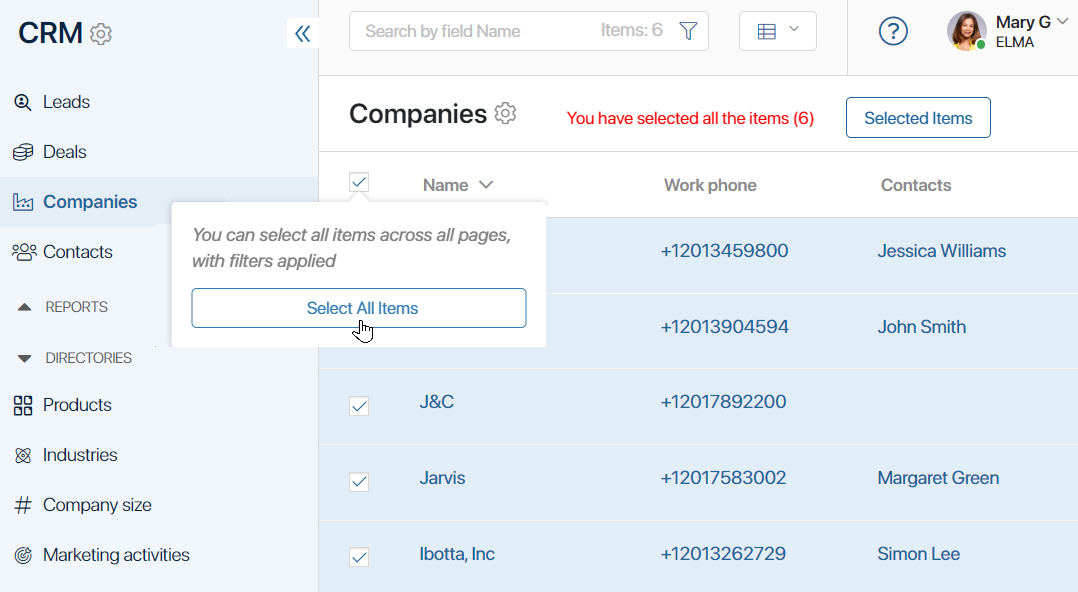 CRM
Search by field Name
Items: 6
?
Mary G
ELMA
Leads
Deals
Companies
Contacts
REPORTS
DIRECTORIES
Products
Industries
Company size
Marketing activities
Companies
You have selected all the items (6)
Selected Items
Name
Work phone
Contacts
You can select all items across all pages,
with filters applied
Select All Items
+12013459800
Jessica Williams
+12013904594
John Smith
J&C
+12017892200
Jarvis
+12017583002
Margaret Green
Ibotta, Inc
+12013262729
Simon Lee